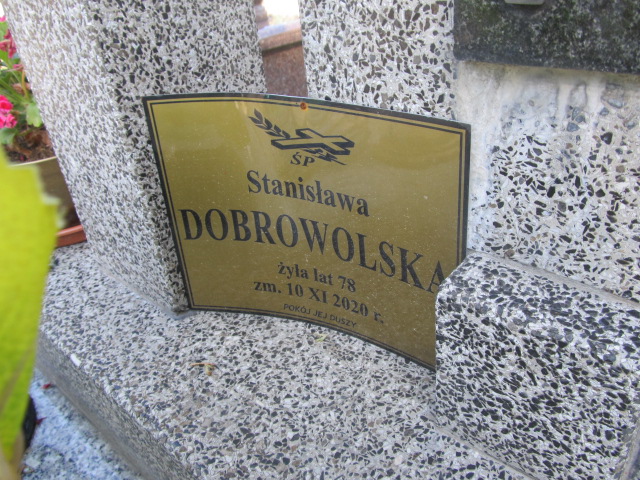 ŚP
Stanisława
DOBROWOLSKA
żyła lat 78
zm. 10 XI 2020 r.
POKÓJ JEJ DUSZY